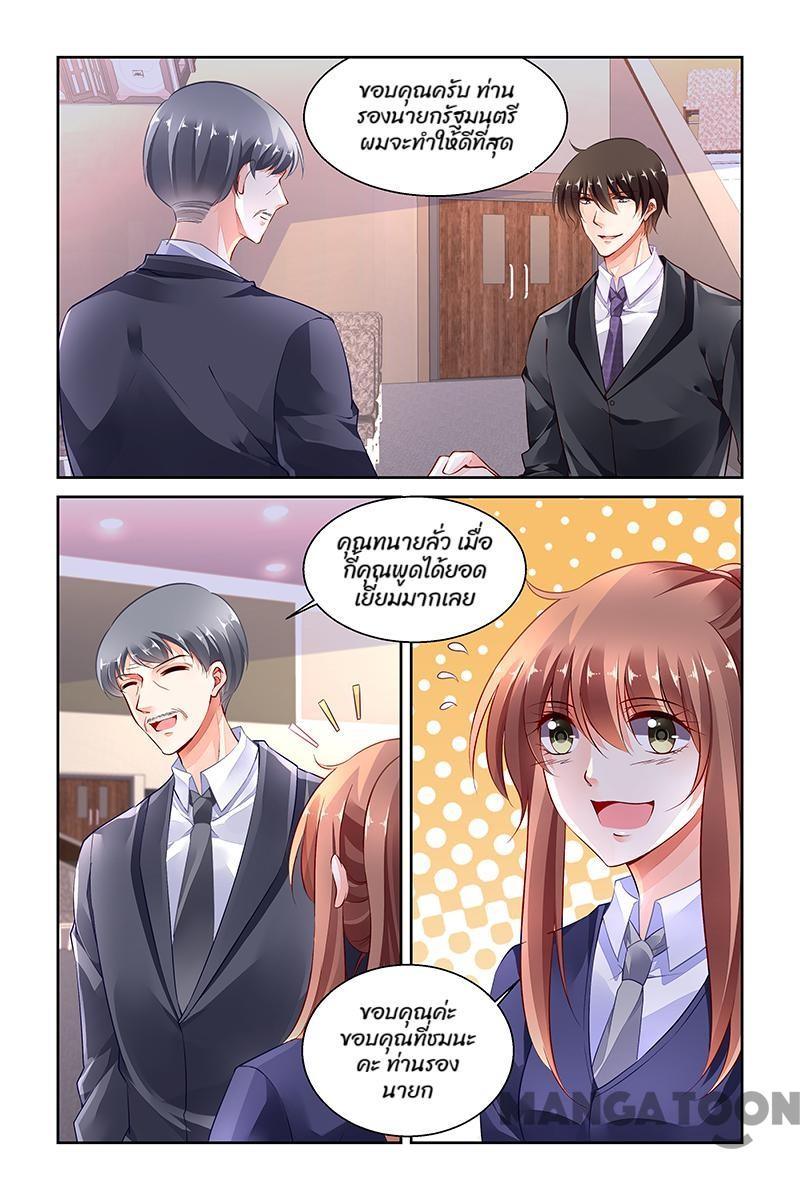 ขอบคุณครับ ท่าน
รองนายกรัฐมนตรี
ผมจะทำให้ดีที่สุด
คุณทนายลั่ว เมื่อ
กี้คุณพูดได้ยอด
เยี่ยมมากเลย
ขอบคุณค่ะ
ขอบคุณที่ชมนะ
คะ ท่านรอง
นายก
MANGATOON